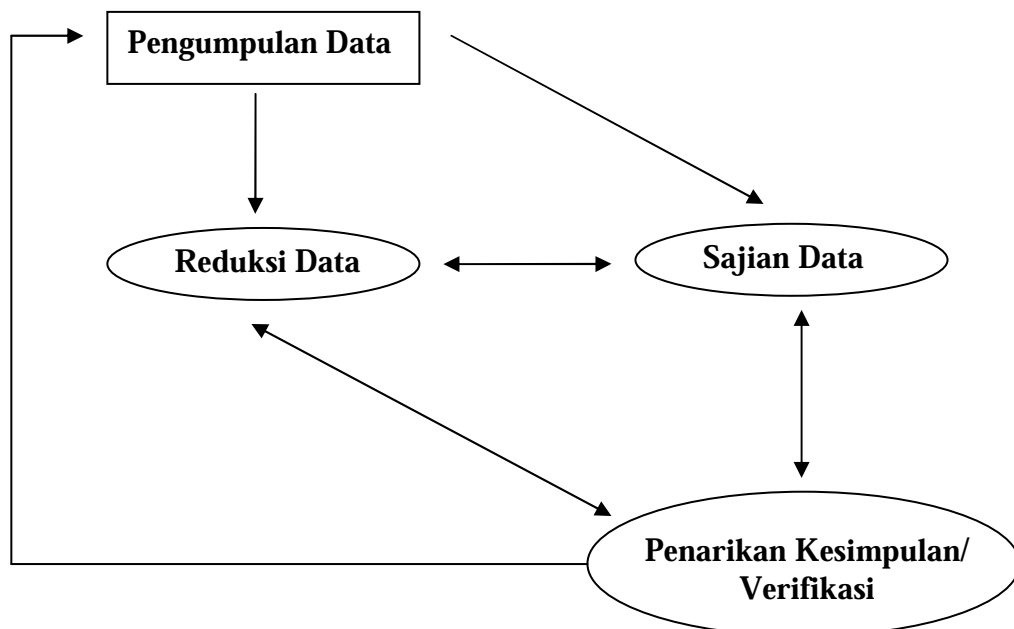 Pengumpulan Data
Reduksi Data
Sajian Data
Penarikan Kesimpulan/
Verifikasi